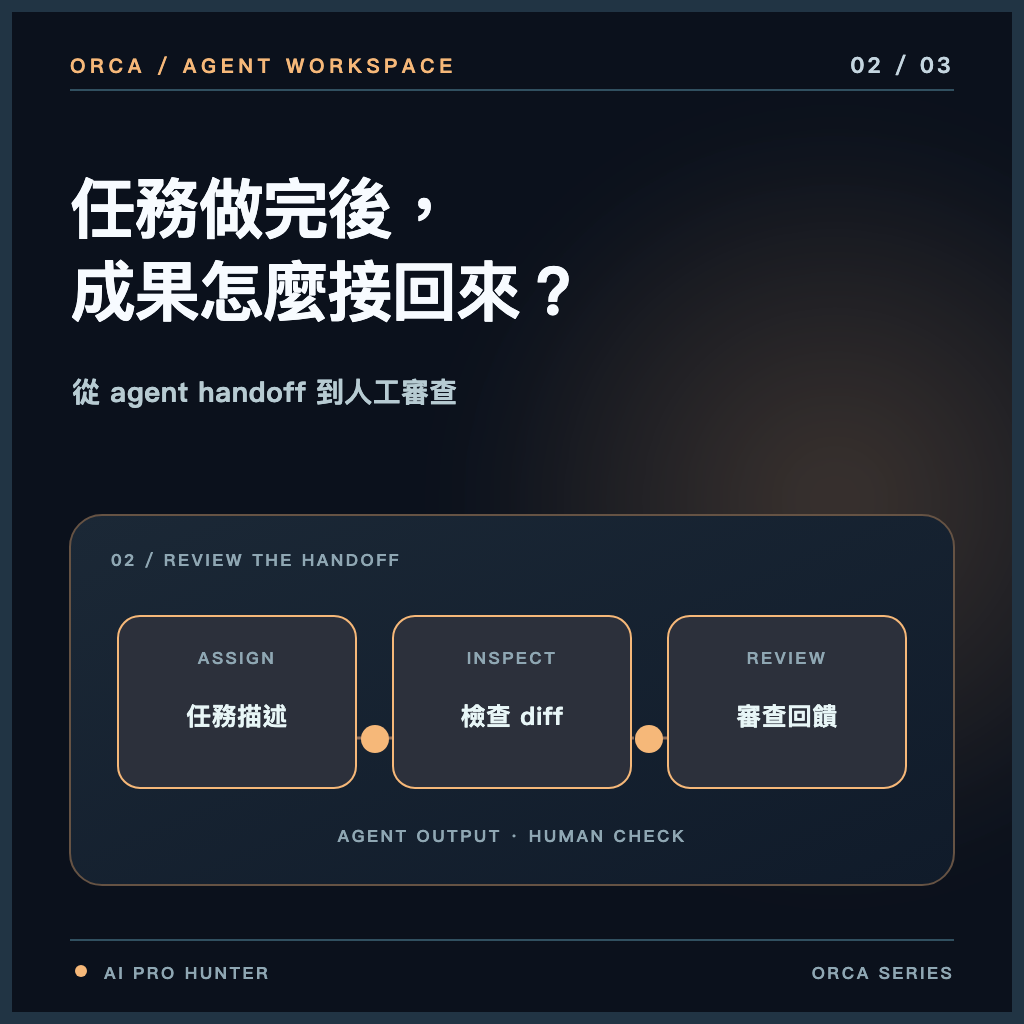 ORCA / AGENT WORKSPACE
02 / 03
任務做完後，
成果怎麼接回來？
從 agent handoff 到人工審查
02 / REVIEW THE HANDOFF
ASSIGN
任務描述
INSPECT
檢查 diff
REVIEW
審查回饋
AGENT OUTPUT · HUMAN CHECK
AI PRO HUNTER
ORCA SERIES